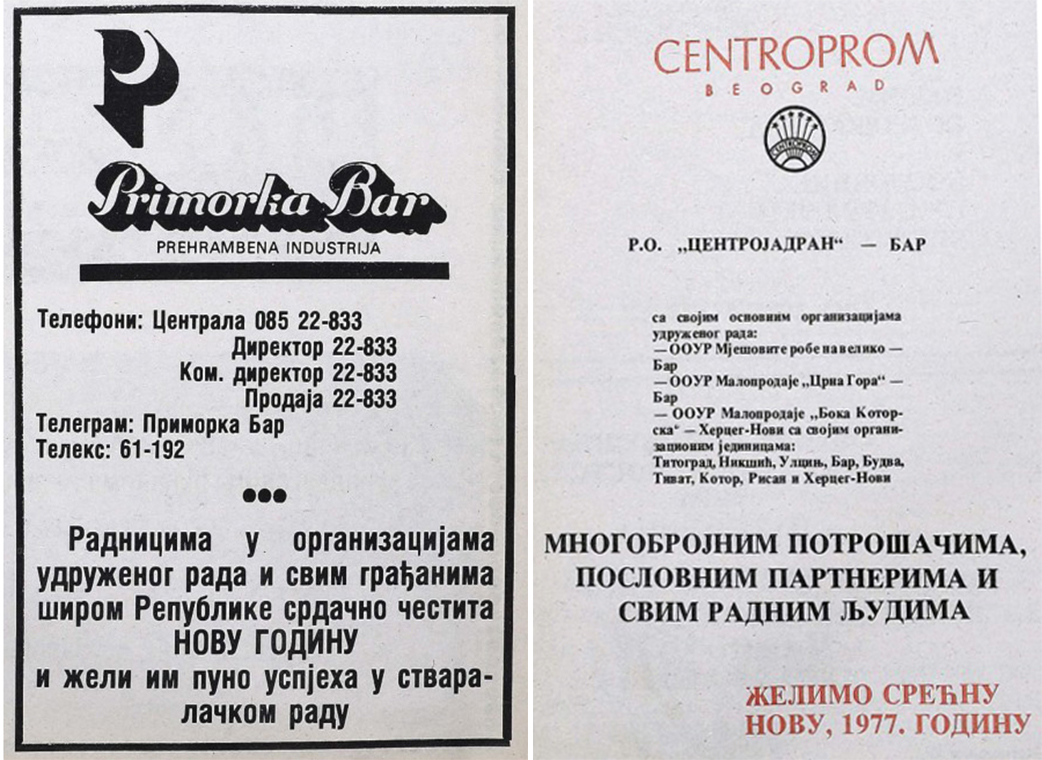 Primorka Bar
PREHRAMBENA INDUSTRIJA
Телефони: Централа 085 22-833
Директор 22-833
Ком. директор 22-833
Продаја 22-833
Телеграм: Приморка Бар
Телекс: 61-192
●●●
Радницима у организацијама
удруженог рада и свим грађанима
широм Републике срдачно честита
НОВУ ГОДИНУ
и жели им пуно успјеха у ствара-
лачком раду
CENTROPROM
BEOGRAD
CENTROPROM
Р.О. „ЦЕНТРОЈАДРАН“ — БАР
са својим основним организацијама
удруженог рада:
— ООУР Мјешовите робе на велико —
Бар
— ООУР Малопродаје „Црна Гора“ —
Бар
— ООУР Малопродаје „Бока Котор-
ска“ — Херцег-Нови са својим органи-
зационим јединицама:
Титоград, Никшић, Улцињ, Бар, Будва,
Тиват, Котор, Рисан и Херцег-Нови
МНОГОБРОЈНИМ ПОТРОШАЧИМА,
ПОСЛОВНИМ ПАРТНЕРИМА И
СВИМ РАДНИМ ЉУДИМА
ЖЕЛИМО СРЕЋНУ
НОВУ, 1977. ГОДИНУ